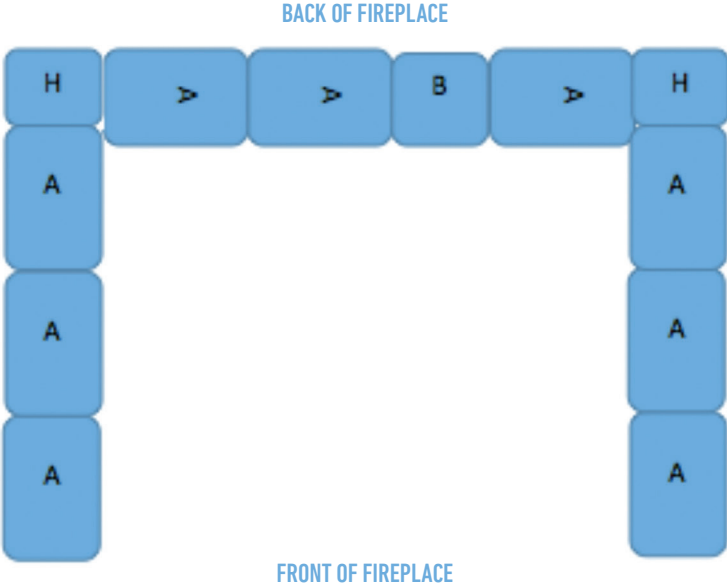 BACK OF FIREPLACE
H A A B A H
A A
A A
A A
FRONT OF FIREPLACE